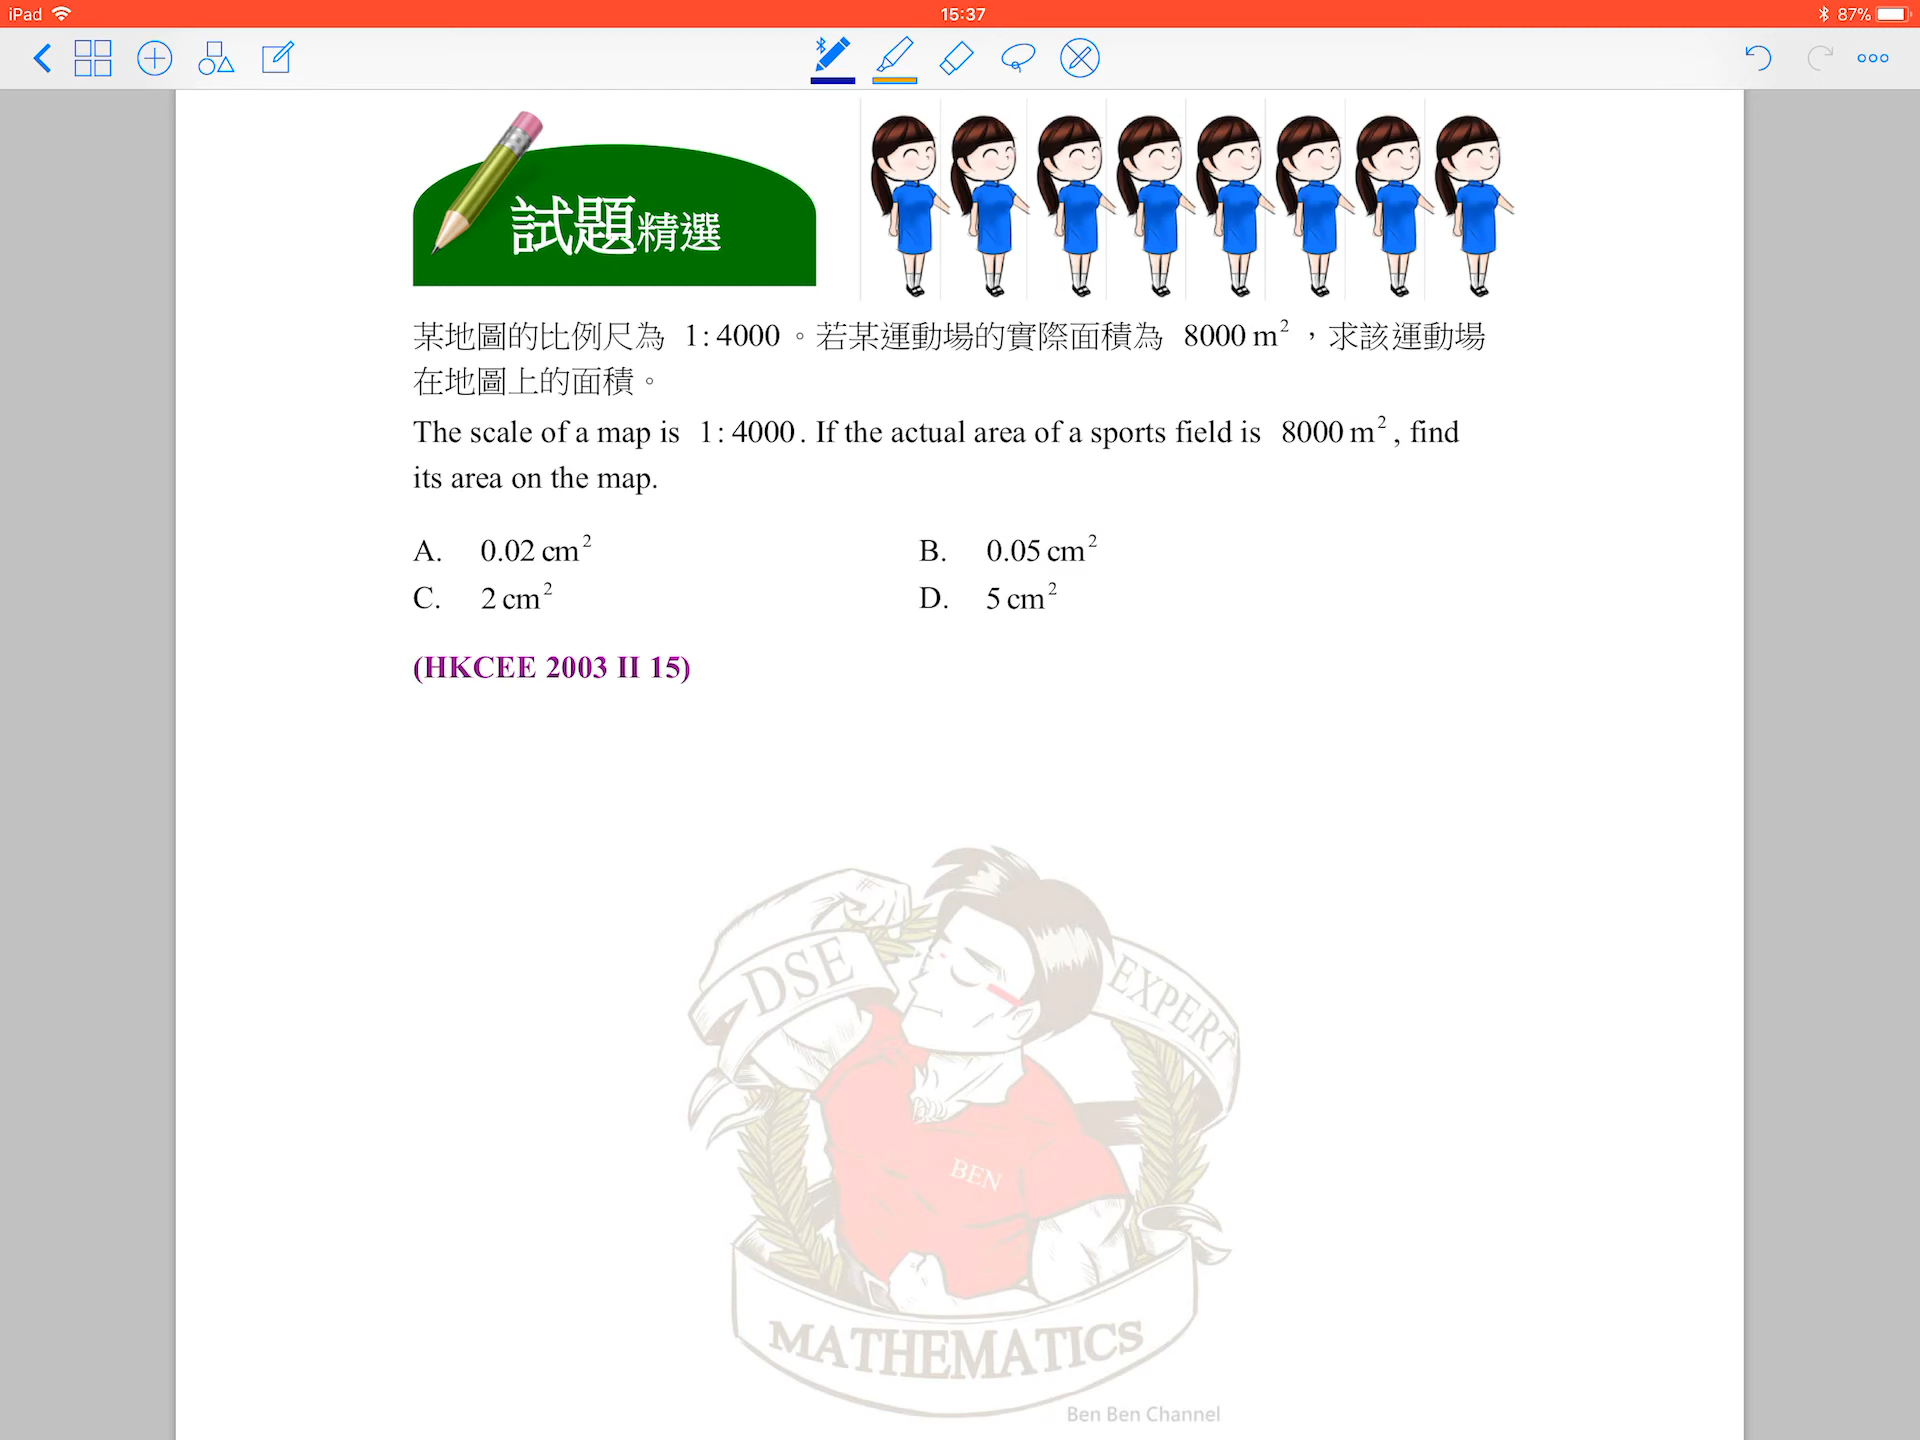 iPad 15:37 87%
試題精選
某地圖的比例尺為 1:4000。若某運動場的實際面積為 8000 m²，求該運動場
在地圖上的面積。
The scale of a map is 1:4000. If the actual area of a sports field is 8000 m², find
its area on the map.
A. 0.02 cm² B. 0.05 cm²
C. 2 cm² D. 5 cm²
(HKCEE 2003 II 15)
DSE EXPERT
BEN
MATHEMATICS
Ben Ben Channel